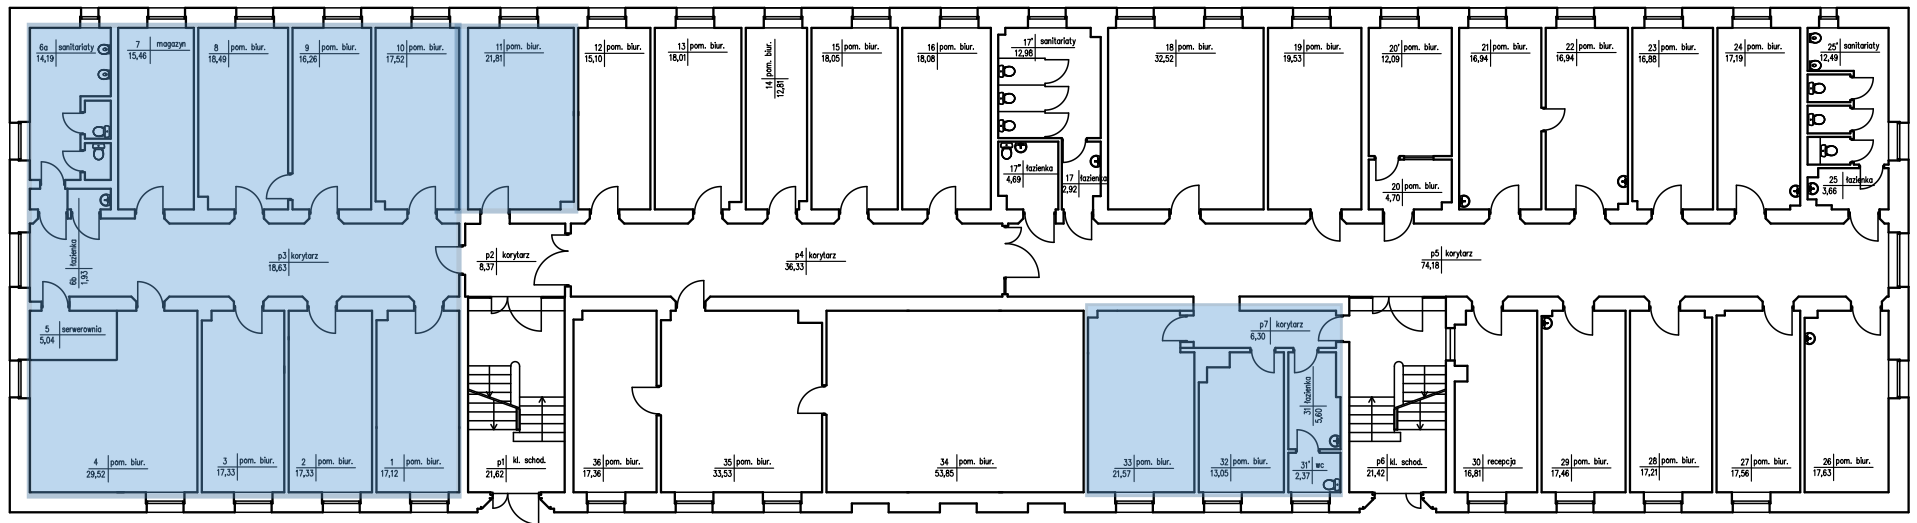 6a sanitariaty
14,19
7 magazyn
15,46
8 pom. biur.
18,49
9 pom. biur.
16,26
10 pom. biur.
17,52
11 pom. biur.
21,81
12 pom. biur.
15,10
13 pom. biur.
18,01
14 pom. biur.
12,81
15 pom. biur.
18,05
16 pom. biur.
18,08
17' sanitariaty
12,98
18 pom. biur.
32,52
19 pom. biur.
19,53
20' pom. biur.
12,09
21 pom. biur.
16,94
22 pom. biur.
16,94
23 pom. biur.
16,88
24 pom. biur.
17,19
25' sanitariaty
12,49
17" łazienka
4,69
17 łazienka
2,92
20 pom. biur.
4,70
25 łazienka
3,66
6b łazienka
1,93
p3 korytarz
18,63
p2 korytarz
8,37
p4 korytarz
36,33
p5 korytarz
74,18
5 serwerownia
5,04
p7 korytarz
6,30
31 łazienka
5,60
4 pom. biur.
29,52
3 pom. biur.
17,33
2 pom. biur.
17,33
1 pom. biur.
17,12
p1 kl. schod.
21,62
36 pom. biur.
17,36
35 pom. biur.
33,53
34 pom. biur.
53,85
33 pom. biur.
21,57
32 pom. biur.
13,05
31' wc
2,37
p6 kl. schod.
21,42
30 recepcja
16,81
29 pom. biur.
17,46
28 pom. biur.
17,21
27 pom. biur.
17,56
26 pom. biur.
17,63